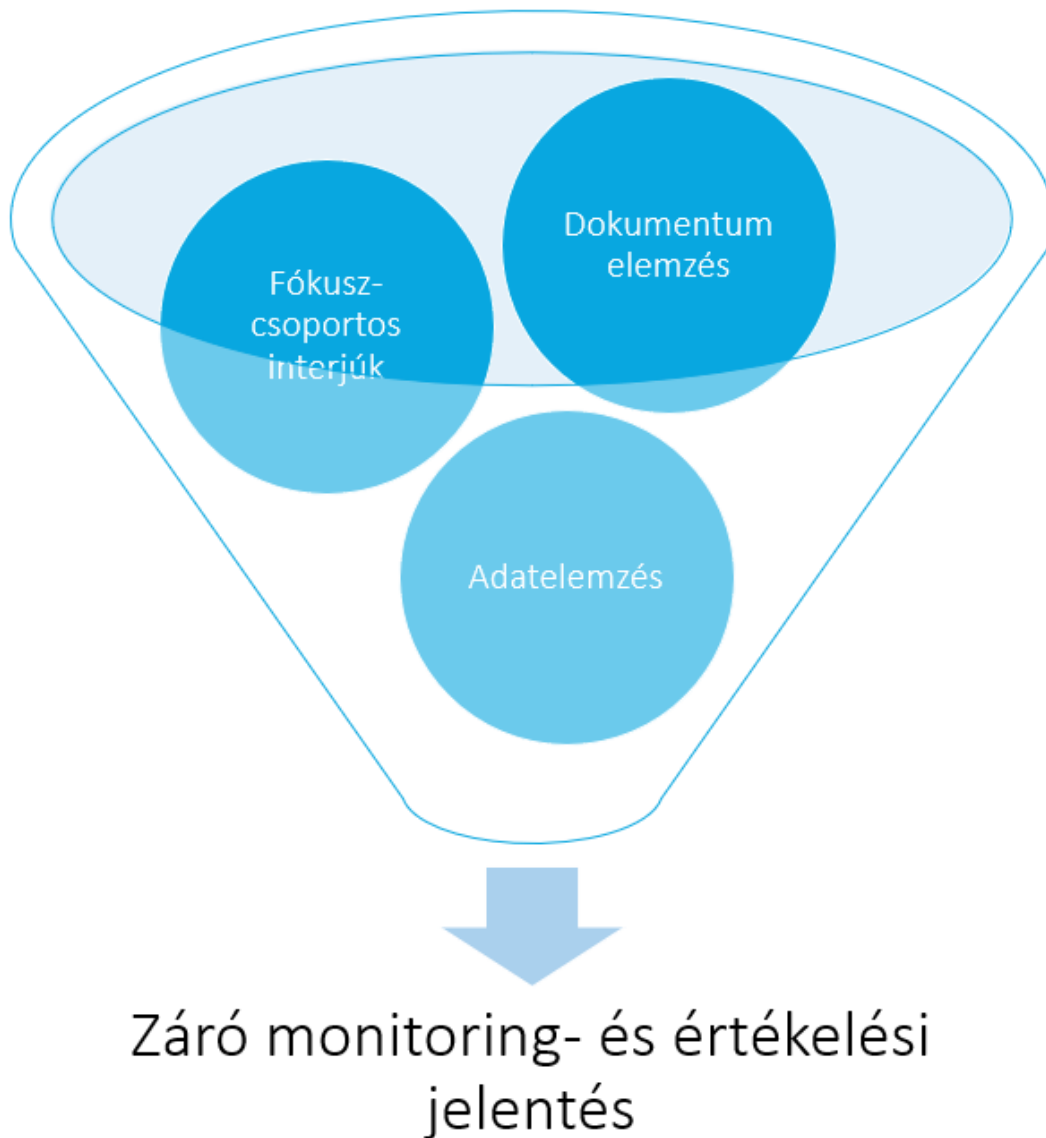 Dokumentum
elemzés
Fókusz-
csoportos
interjúk
Adatelemzés
Záró monitoring- és értékelési
jelentés